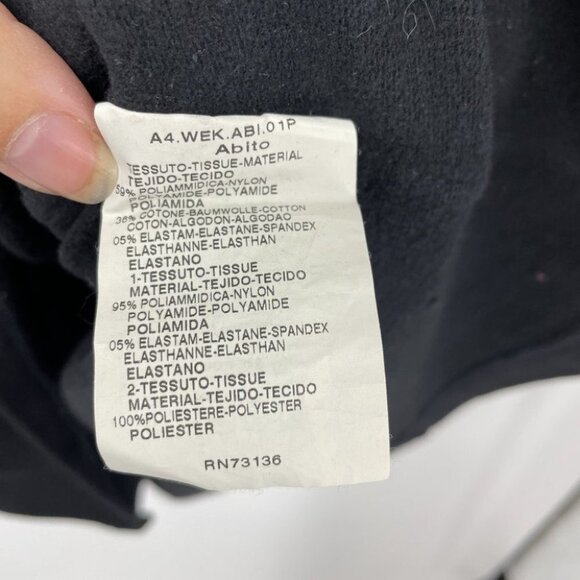 A4.WEK.ABI.01P
Abito
TESSUTO-TISSUE-MATERIAL
TEJIDO-TECIDO
59% POLIAMMIDICA-NYLON
POLYAMIDE-POLYAMIDE
POLIAMIDA
36% COTONE-BAUMWOLLE-COTTON
COTON-ALGODON-ALGODAO
05% ELASTAM-ELASTANE-SPANDEX
ELASTHANNE-ELASTHAN
ELASTANO
1-TESSUTO-TISSUE
MATERIAL-TEJIDO-TECIDO
95% POLIAMMIDICA-NYLON
POLYAMIDE-POLYAMIDE
POLIAMIDA
05% ELASTAM-ELASTANE-SPANDEX
ELASTHANNE-ELASTHAN
ELASTANO
2-TESSUTO-TISSUE
MATERIAL-TEJIDO-TECIDO
100%POLIESTERE-POLYESTER
POLIESTER
RN73136